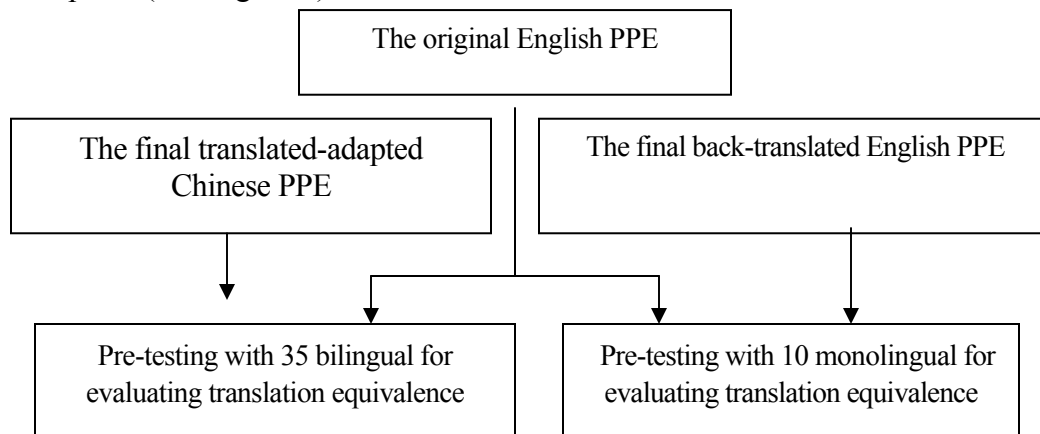 The original English PPE
The final translated-adapted
Chinese PPE
The final back-translated English PPE
Pre-testing with 35 bilingual for
evaluating translation equivalence
Pre-testing with 10 monolingual for
evaluating translation equivalence